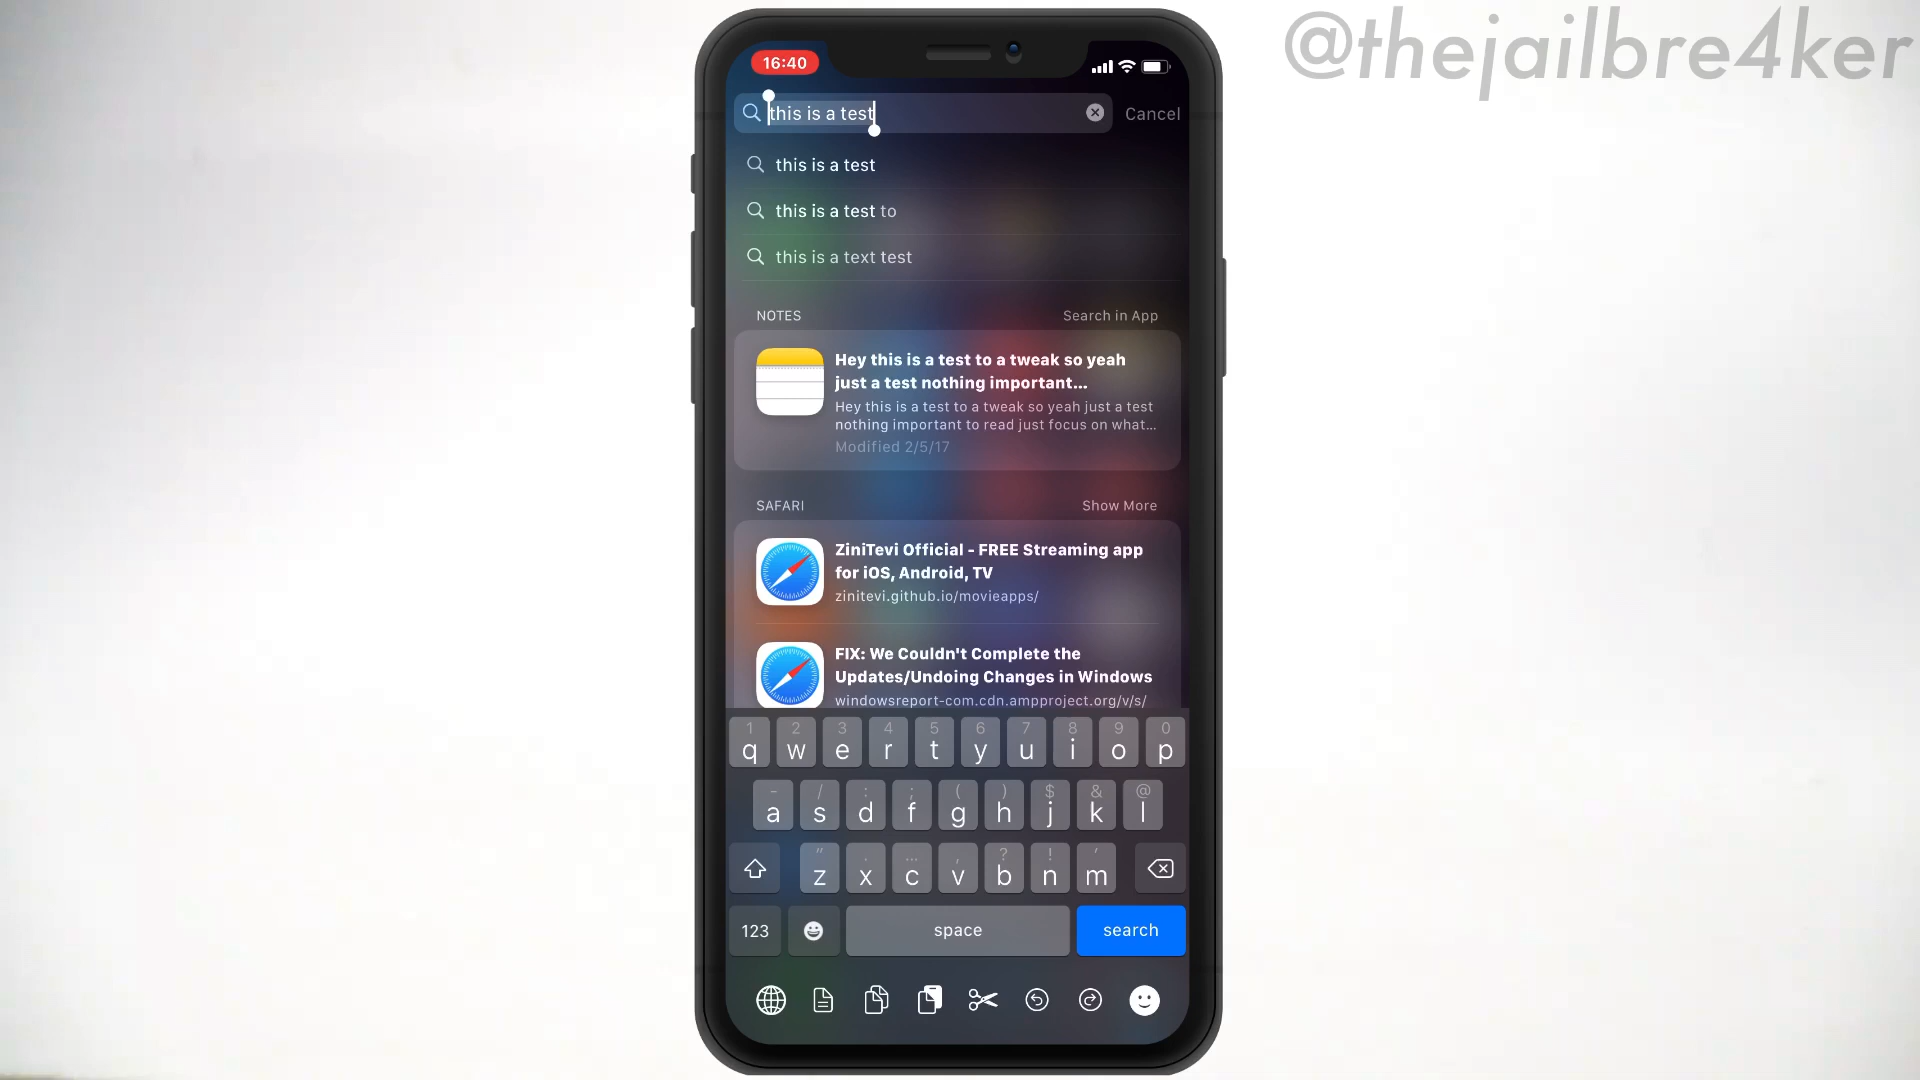 @thejailbre4ker
16:40
this is a test
Cancel
this is a test
this is a test to
this is a text test
NOTES Search in App
Hey this is a test to a tweak so yeah
just a test nothing important...
Hey this is a test to a tweak so yeah just a test
nothing important to read just focus on what...
Modified 2/5/17
SAFARI Show More
ZiniTevi Official - FREE Streaming app
for iOS, Android, TV
zinitevi.github.io/movieapps/
FIX: We Couldn't Complete the
Updates/Undoing Changes in Windows
windowsreport-com.cdn.ampproject.org/v/s/
1 2 3 4 5 6 7 8 9 0
q w e r t y u i o p
- / : ; ( ) $ & @
a s d f g h j k l
" . ... , ? ! '
z x c v b n m
123 space search